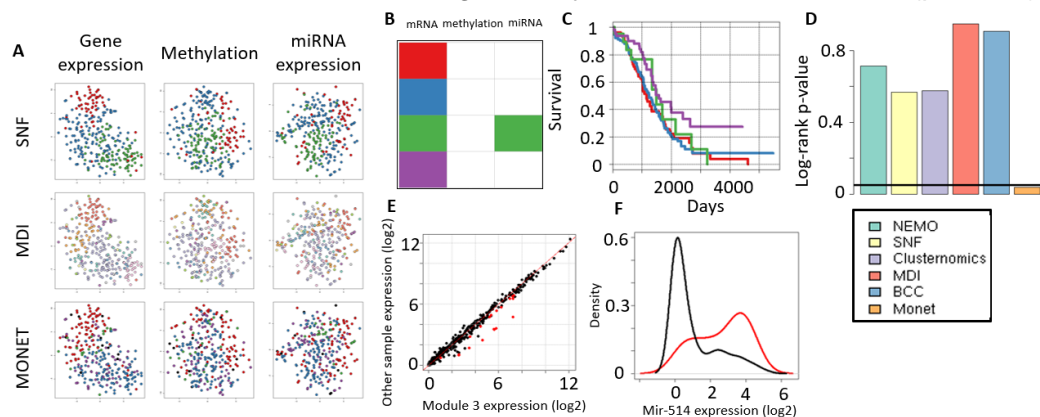 A
Gene
expression
Methylation
miRNA
expression
SNF
MDI
MONET
B
mRNA methylation miRNA
C
Survival
1
0.8
0.6
0.4
0.2
0
0 2000 4000
Days
D
Log-rank p-value
0.8
0.4
0
NEMO
SNF
Clusternomics
MDI
BCC
Monet
E
Other sample expression (log2)
12
6
0
0 6 12
Module 3 expression (log2)
F
Density
0.6
0.3
0
0 2 4 6
Mir-514 expression (log2)